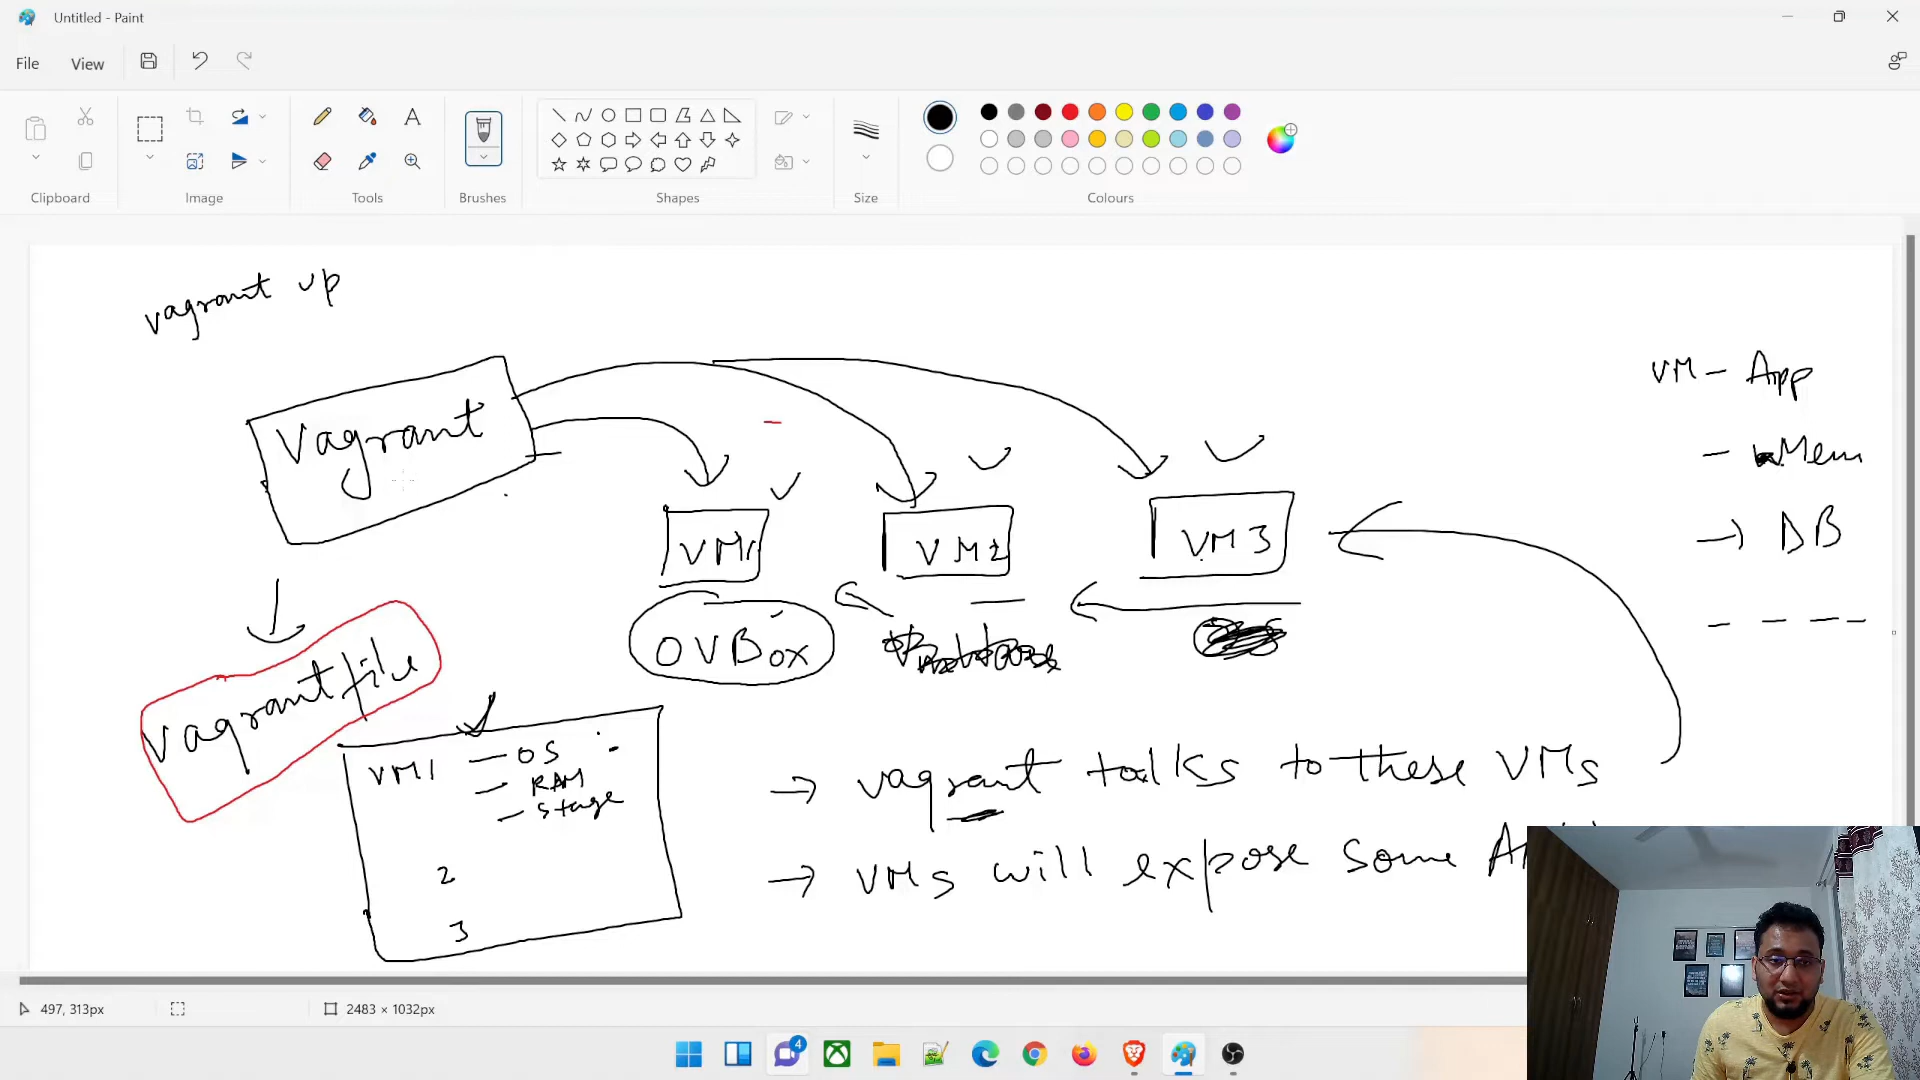 Untitled - Paint
File
View
Clipboard
Image
Tools
Brushes
Shapes
Size
Colours
vagrant up
Vagrant
VM1
VM2
VM3
OVBox
VM - App
- Mem
→ DB
- - - -
vagrantfile
VM1 - OS
- RAM
- Stage
2
3
→ vagrant talks to these VMs
→ VMs will expose some
497, 313px
2483 × 1032px
4